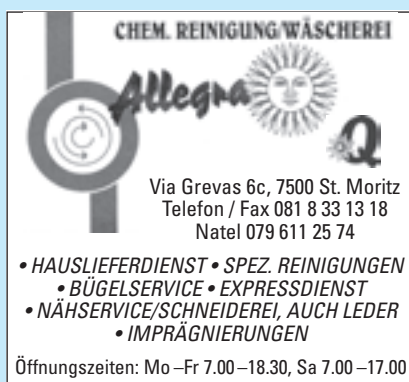 CHEM. REINIGUNG/WÄSCHEREI
Allegra
Q
Via Grevas 6c, 7500 St. Moritz
Telefon / Fax 081 8 33 13 18
Natel 079 611 25 74
• HAUSLIEFERDIENST • SPEZ. REINIGUNGEN
• BÜGELSERVICE • EXPRESSDIENST
• NÄHSERVICE/SCHNEIDEREI, AUCH LEDER
• IMPRÄGNIERUNGEN
Öffnungszeiten: Mo –Fr 7.00 –18.30, Sa 7.00 –17.00